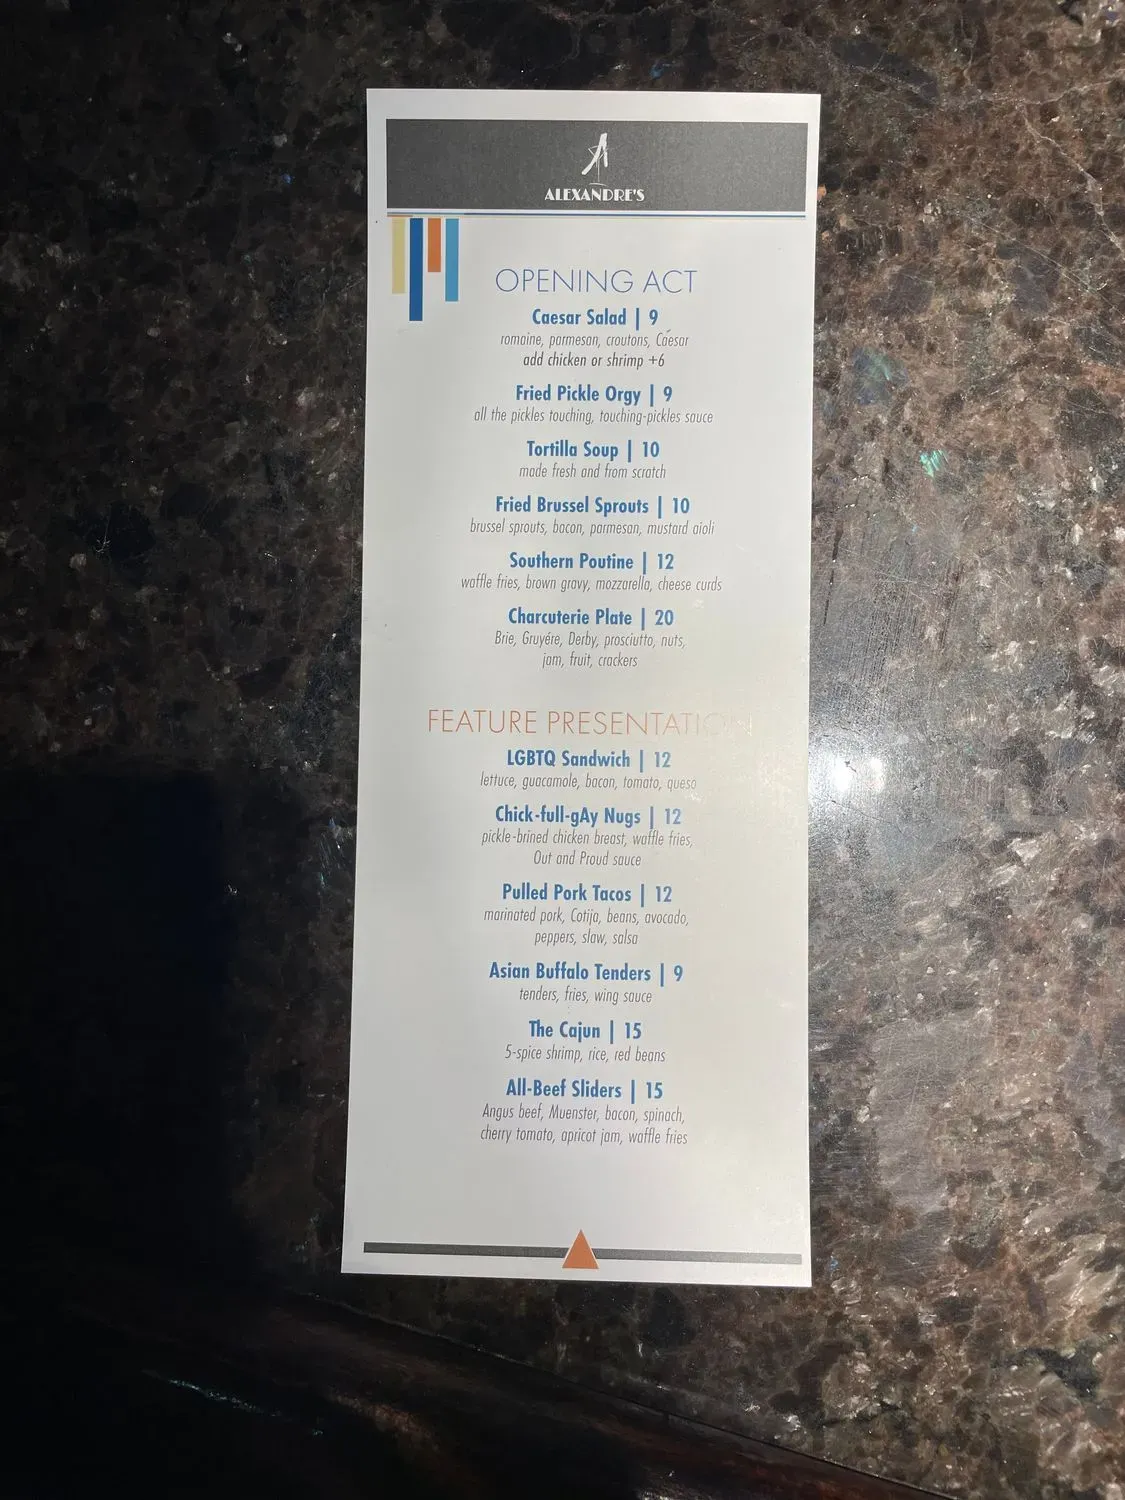 ALEXANDRE'S
OPENING ACT
Caesar Salad | 9
romaine, parmesan, croutons, Cáesar
add chicken or shrimp +6
Fried Pickle Orgy | 9
all the pickles touching, touching-pickles sauce
Tortilla Soup | 10
made fresh and from scratch
Fried Brussel Sprouts | 10
brussel sprouts, bacon, parmesan, mustard aioli
Southern Poutine | 12
waffle fries, brown gravy, mozzarella, cheese curds
Charcuterie Plate | 20
Brie, Gruyére, Derby, prosciutto, nuts,
jam, fruit, crackers
FEATURE PRESENTATION
LGBTQ Sandwich | 12
lettuce, guacamole, bacon, tomato, queso
Chick-full-gAy Nugs | 12
pickle-brined chicken breast, waffle fries,
Out and Proud sauce
Pulled Pork Tacos | 12
marinated pork, Cotija, beans, avocado,
peppers, slaw, salsa
Asian Buffalo Tenders | 9
tenders, fries, wing sauce
The Cajun | 15
5-spice shrimp, rice, red beans
All-Beef Sliders | 15
Angus beef, Muenster, bacon, spinach,
cherry tomato, apricot jam, waffle fries